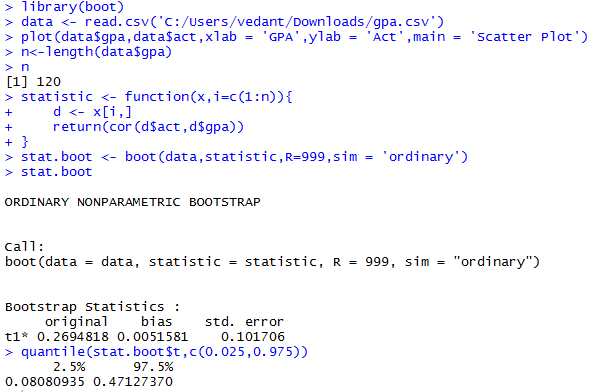 > library(boot)
> data <- read.csv('C:/Users/vedant/Downloads/gpa.csv')
> plot(data$gpa,data$act,xlab = 'GPA',ylab = 'Act',main = 'Scatter Plot')
> n<-length(data$gpa)
> n
[1] 120
> statistic <- function(x,i=c(1:n)){
+     d <- x[i,]
+     return(cor(d$act,d$gpa))
+ }
> stat.boot <- boot(data,statistic,R=999,sim = 'ordinary')
> stat.boot

ORDINARY NONPARAMETRIC BOOTSTRAP


Call:
boot(data = data, statistic = statistic, R = 999, sim = "ordinary")


Bootstrap Statistics :
     original      bias    std. error
t1* 0.2694818 0.0051581    0.101706
> quantile(stat.boot$t,c(0.025,0.975))
      2.5%      97.5%
0.08080935 0.47127370